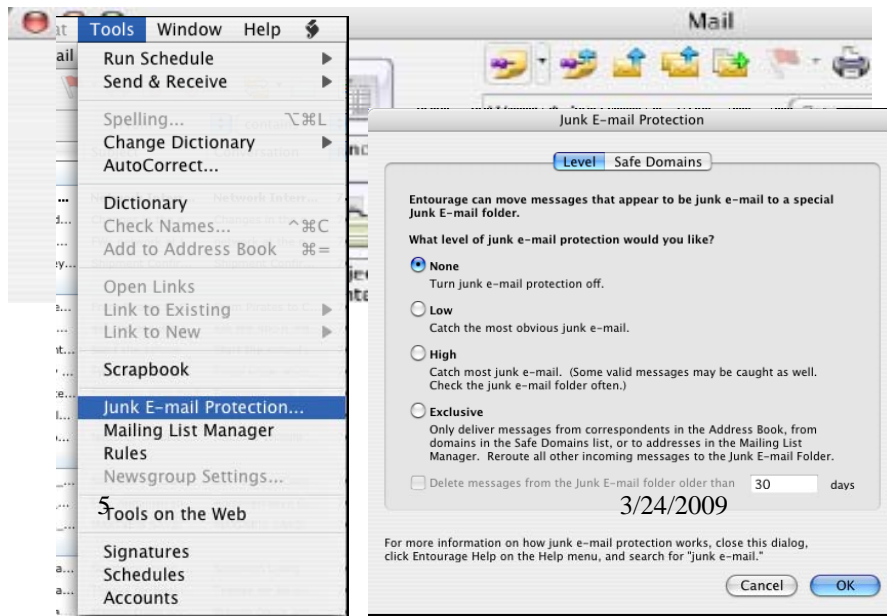 Mail
Tools Window Help
Run Schedule
Send & Receive
Spelling... ⌥⌘L
Change Dictionary
AutoCorrect...
Dictionary
Check Names... ^⌘C
Add to Address Book ⌘=
Open Links
Link to Existing
Link to New
Scrapbook
Junk E-mail Protection...
Mailing List Manager
Rules
Newsgroup Settings...
5
Tools on the Web
Signatures
Schedules
Accounts
Junk E-mail Protection
Level Safe Domains
Entourage can move messages that appear to be junk e-mail to a special
Junk E-mail folder.
What level of junk e-mail protection would you like?
None
Turn junk e-mail protection off.
Low
Catch the most obvious junk e-mail.
High
Catch most junk e-mail. (Some valid messages may be caught as well.
Check the junk e-mail folder often.)
Exclusive
Only deliver messages from correspondents in the Address Book, from
domains in the Safe Domains list, or to addresses in the Mailing List
Manager. Reroute all other incoming messages to the Junk E-mail Folder.
Delete messages from the Junk E-mail folder older than 30 days
3/24/2009
For more information on how junk e-mail protection works, close this dialog,
click Entourage Help on the Help menu, and search for "junk e-mail."
Cancel OK